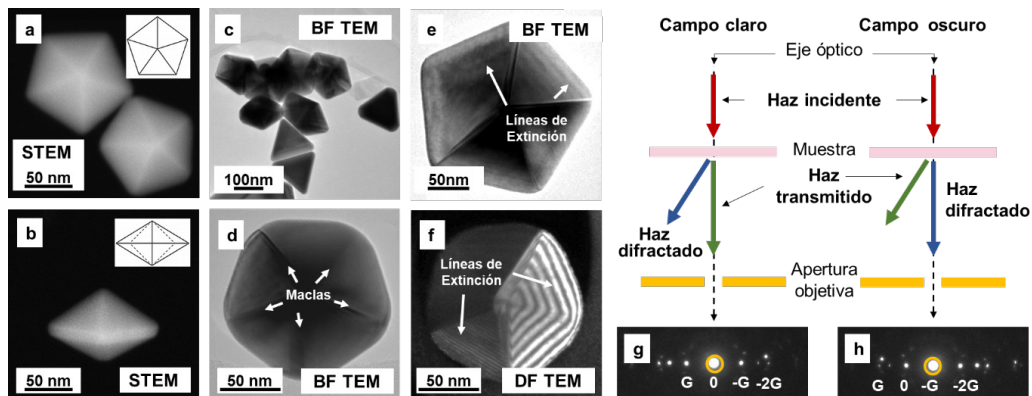 a
STEM
50 nm
b
50 nm
STEM
c
BF TEM
100nm
d
Maclas
50 nm
BF TEM
e
BF TEM
Líneas de
Extinción
50nm
f
Líneas de
Extinción
50 nm
DF TEM
Campo claro
Campo oscuro
Eje óptico
Haz incidente
Muestra
Haz
transmitido
Haz
difractado
Haz
difractado
Apertura
objetiva
g
G 0 -G -2G
h
G 0 -G -2G